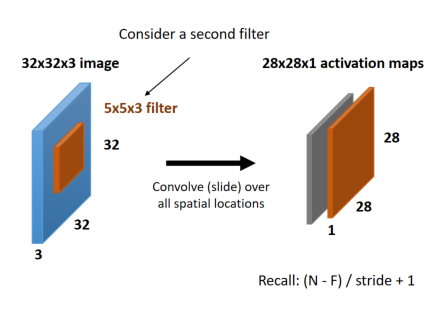 Consider a second filter
32x32x3 image
28x28x1 activation maps
5x5x3 filter
32
28
Convolve (slide) over
all spatial locations
32
28
3
1
Recall: (N - F) / stride + 1